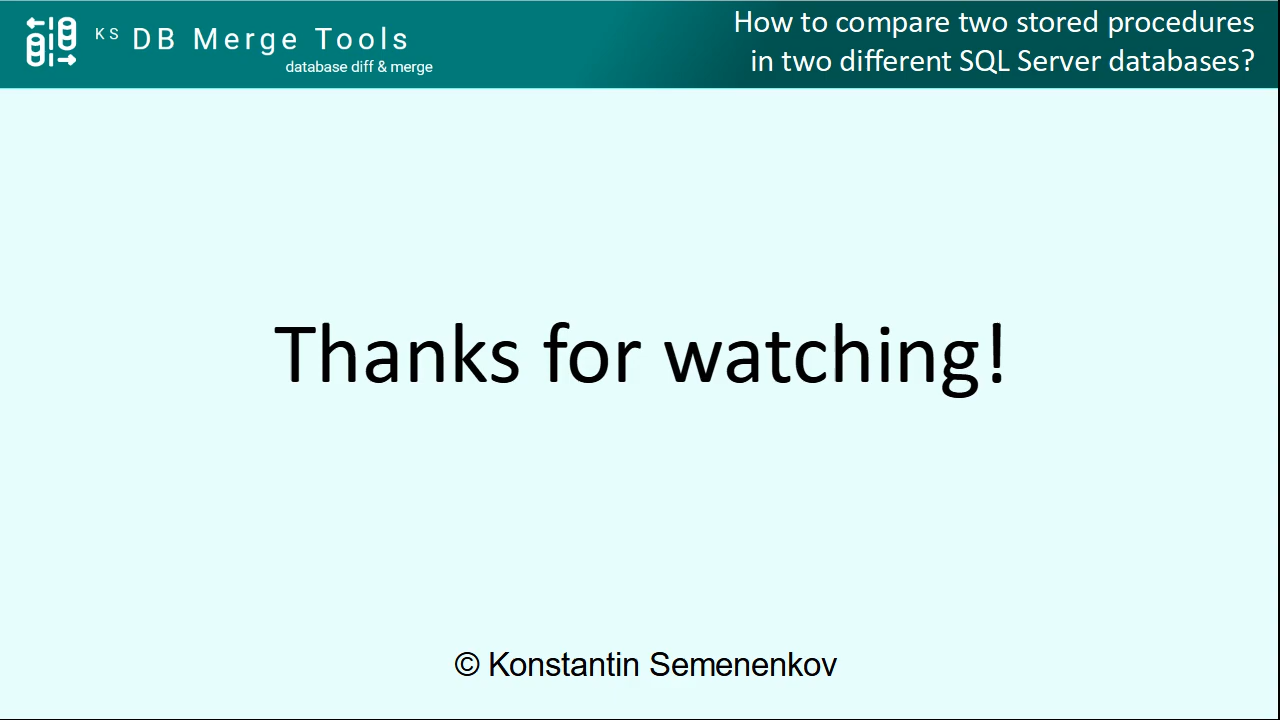 KS DB Merge Tools
database diff & merge
How to compare two stored procedures
in two different SQL Server databases?
Thanks for watching!
© Konstantin Semenenkov